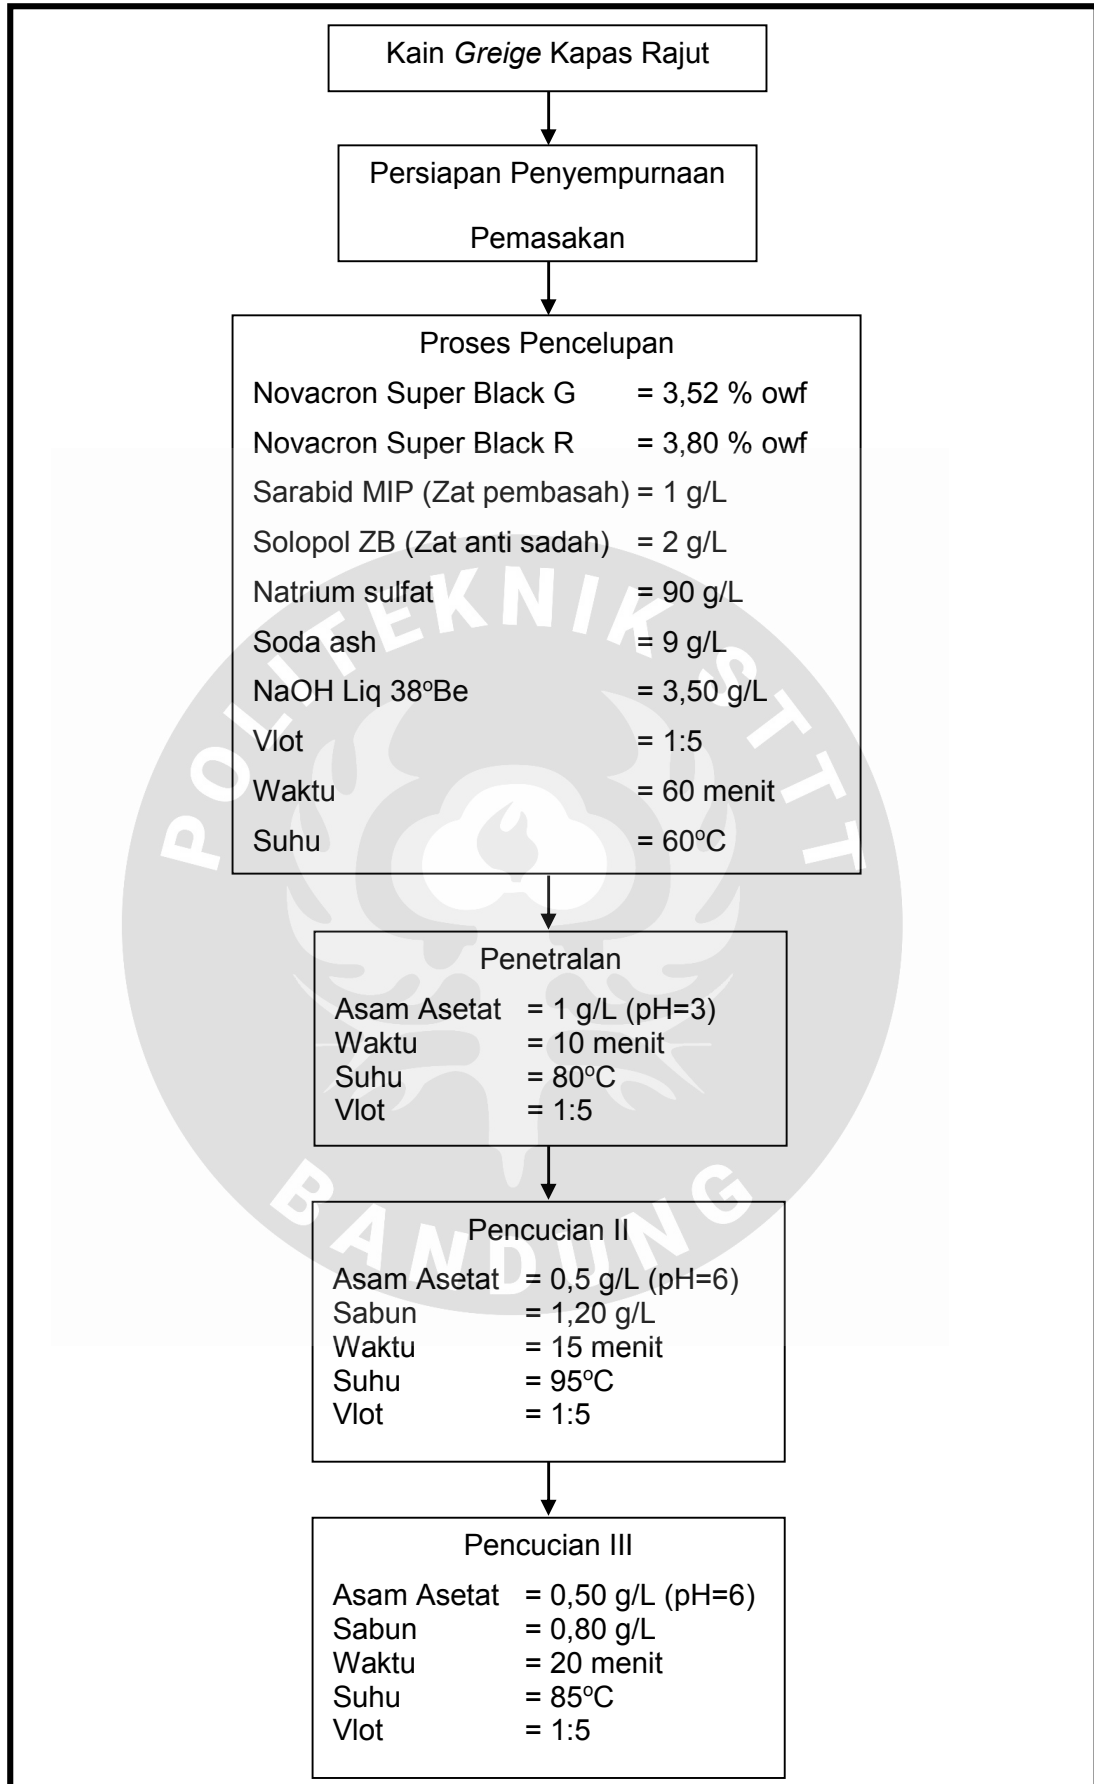 Kain Greige Kapas Rajut
Persiapan Penyempurnaan
Pemasakan
Proses Pencelupan
Novacron Super Black G = 3,52 % owf
Novacron Super Black R = 3,80 % owf
Sarabid MIP (Zat pembasah) = 1 g/L
Solopol ZB (Zat anti sadah) = 2 g/L
Natrium sulfat = 90 g/L
Soda ash = 9 g/L
NaOH Liq 38ºBe = 3,50 g/L
Vlot = 1:5
Waktu = 60 menit
Suhu = 60ºC
Penetralan
Asam Asetat = 1 g/L (pH=3)
Waktu = 10 menit
Suhu = 80ºC
Vlot = 1:5
Pencucian II
Asam Asetat = 0,5 g/L (pH=6)
Sabun = 1,20 g/L
Waktu = 15 menit
Suhu = 95ºC
Vlot = 1:5
Pencucian III
Asam Asetat = 0,50 g/L (pH=6)
Sabun = 0,80 g/L
Waktu = 20 menit
Suhu = 85ºC
Vlot = 1:5
POLITEKNIK STTT
BANDUNG